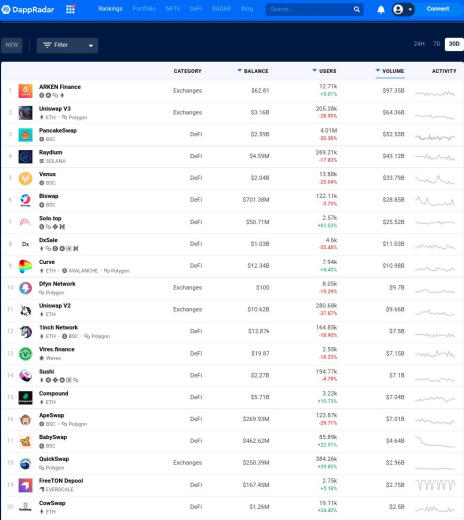 DappRadar Rankings Portfolio NFTs DeFi RADAR Blog Search... Connect
NEW Filter 24H 7D 30D
CATEGORY BALANCE USERS VOLUME ACTIVITY
1 ARKEN Finance Exchanges $62.81 12.71k $97.35B
+5.01%
2 Uniswap V3 Exchanges $3.16B 205.38k $64.36B
ETH • Polygon -28.99%
3 PancakeSwap DeFi $2.59B 4.01M $52.53B
BSC -20.38%
4 Raydium DeFi $4.59M 269.21k $43.12B
SOLANA -17.83%
5 Venus DeFi $2.04B 13.88k $33.79B
BSC -25.04%
6 Biswap DeFi $701.38M 122.11k $28.85B
BSC -3.79%
7 Solo.top DeFi $50.71M 2.57k $25.52B
+61.03%
8 Dx DxSale DeFi $1.03B 4.6k $11.03B
-25.48%
9 Curve DeFi $12.34B 7.94k $10.98B
ETH • AVALANCHE • Polygon +4.45%
10 Dfyn Network Exchanges $100 8.05k $9.7B
Polygon -19.29%
11 Uniswap V2 Exchanges $10.62B 280.68k $9.66B
ETH -37.87%
12 1inch Network DeFi $12.87k 164.85k $7.5B
ETH • BSC • Polygon -18.90%
13 Vires.finance DeFi $19.87 2.55k $7.15B
Waves -18.23%
14 Sushi DeFi $2.27B 194.77k $7.1B
-4.78%
15 Compound DeFi $5.71B 3.22k $7.04B
ETH +10.73%
16 ApeSwap DeFi $269.93M 123.87k $7.01B
BSC • Polygon -29.71%
17 BabySwap DeFi $462.62M 85.89k $4.64B
BSC +22.51%
18 QuickSwap Exchanges $250.39M 384.26k $2.96B
Polygon +39.80%
19 FreeTON Depool DeFi $167.45M 2.75k $2.75B
EVERSCALE +5.18%
20 CowSwap DeFi $1.26M 19.11k $2.5B
ETH +34.40%